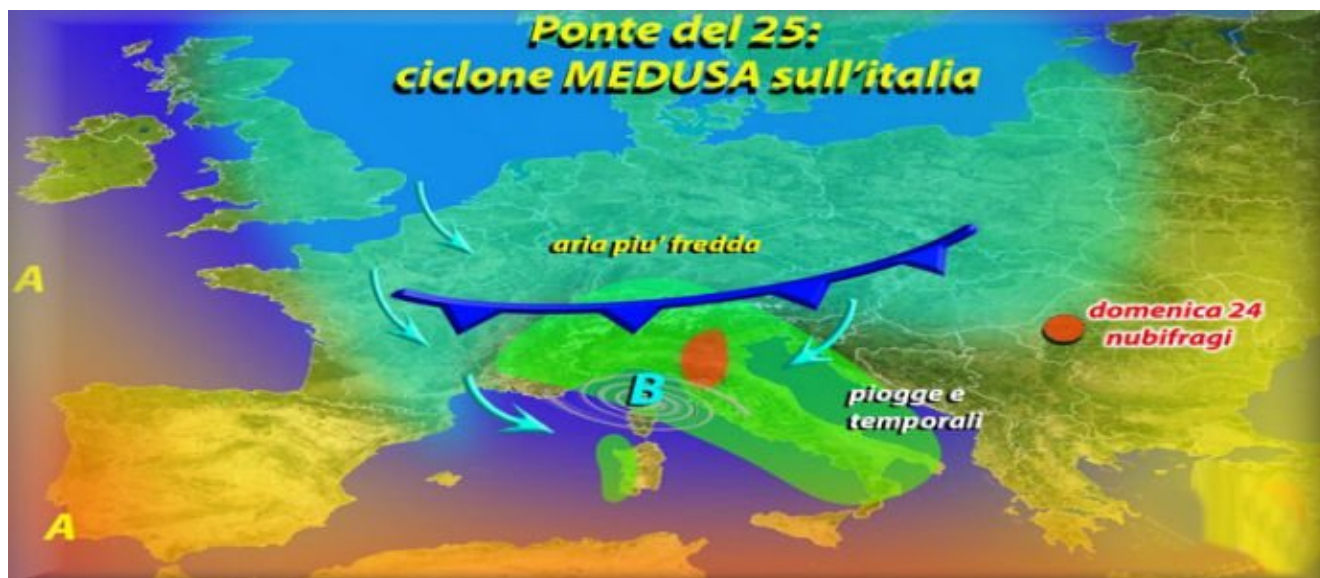 Ponte del 25:
ciclone MEDUSA sull'italia
aria piu' fredda
A
domenica 24
nubifragi
B
piogge e
temporali
A